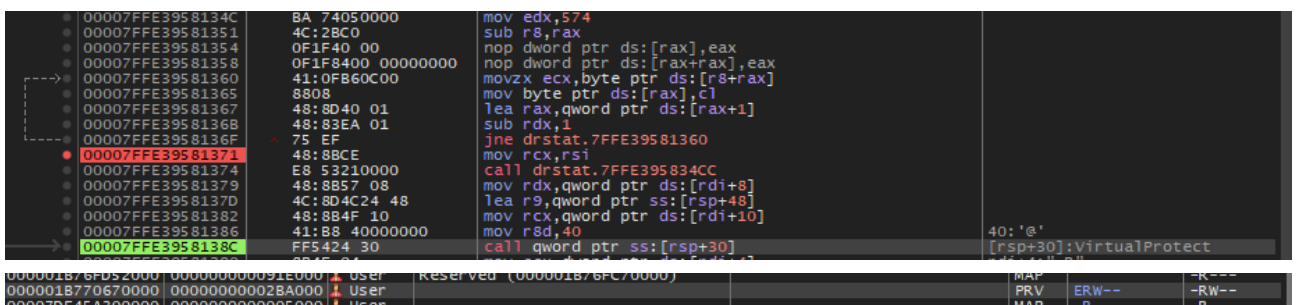 00007FFE3958134C BA 74050000 mov edx,574
00007FFE39581351 4C:2BC0 sub r8,rax
00007FFE39581354 0F1F40 00 nop dword ptr ds:[rax],eax
00007FFE39581358 0F1F8400 00000000 nop dword ptr ds:[rax+rax],eax
00007FFE39581360 41:0FB60C00 movzx ecx,byte ptr ds:[r8+rax]
00007FFE39581365 8808 mov byte ptr ds:[rax],cl
00007FFE39581367 48:8D40 01 lea rax,qword ptr ds:[rax+1]
00007FFE3958136B 48:83EA 01 sub rdx,1
00007FFE3958136F 75 EF jne drstat.7FFE39581360
00007FFE39581371 48:8BCE mov rcx,rsi
00007FFE39581374 E8 53210000 call drstat.7FFE395834CC
00007FFE39581379 48:8B57 08 mov rdx,qword ptr ds:[rdi+8]
00007FFE3958137D 4C:8D4C24 48 lea r9,qword ptr ss:[rsp+48]
00007FFE39581382 48:8B4F 10 mov rcx,qword ptr ds:[rdi+10]
00007FFE39581386 41:B8 40000000 mov r8d,40 40:'@'
00007FFE3958138C FF5424 30 call qword ptr ss:[rsp+30] [rsp+30]:VirtualProtect
000001B76FD52000 000000000091E000 User Reserved (000001B76FC70000) MAP -R---
000001B770670000 00000000002BA000 User PRV ERW-- -RW--